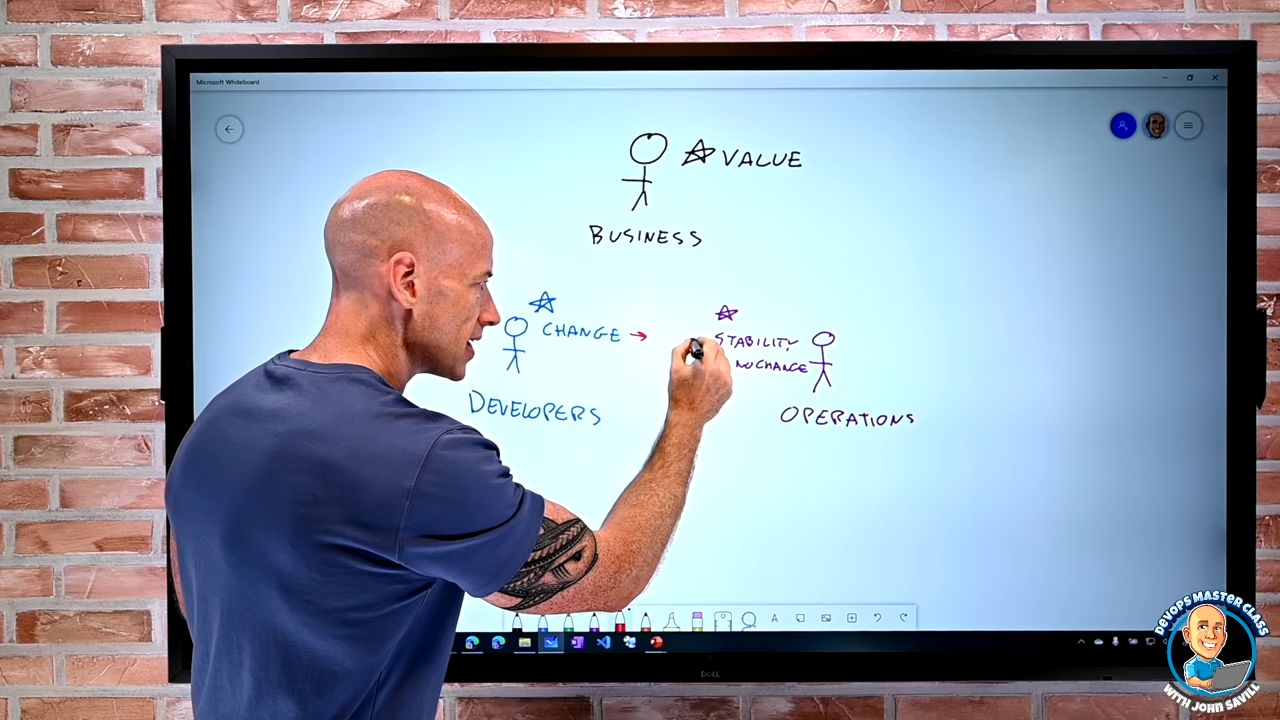 Microsoft Whiteboard
VALUE
BUSINESS
CHANGE
STABILITY
NO CHANGE
DEVELOPERS
OPERATIONS
A
DELL
DEVOPS MASTER CLASS
WITH JOHN SAVILL